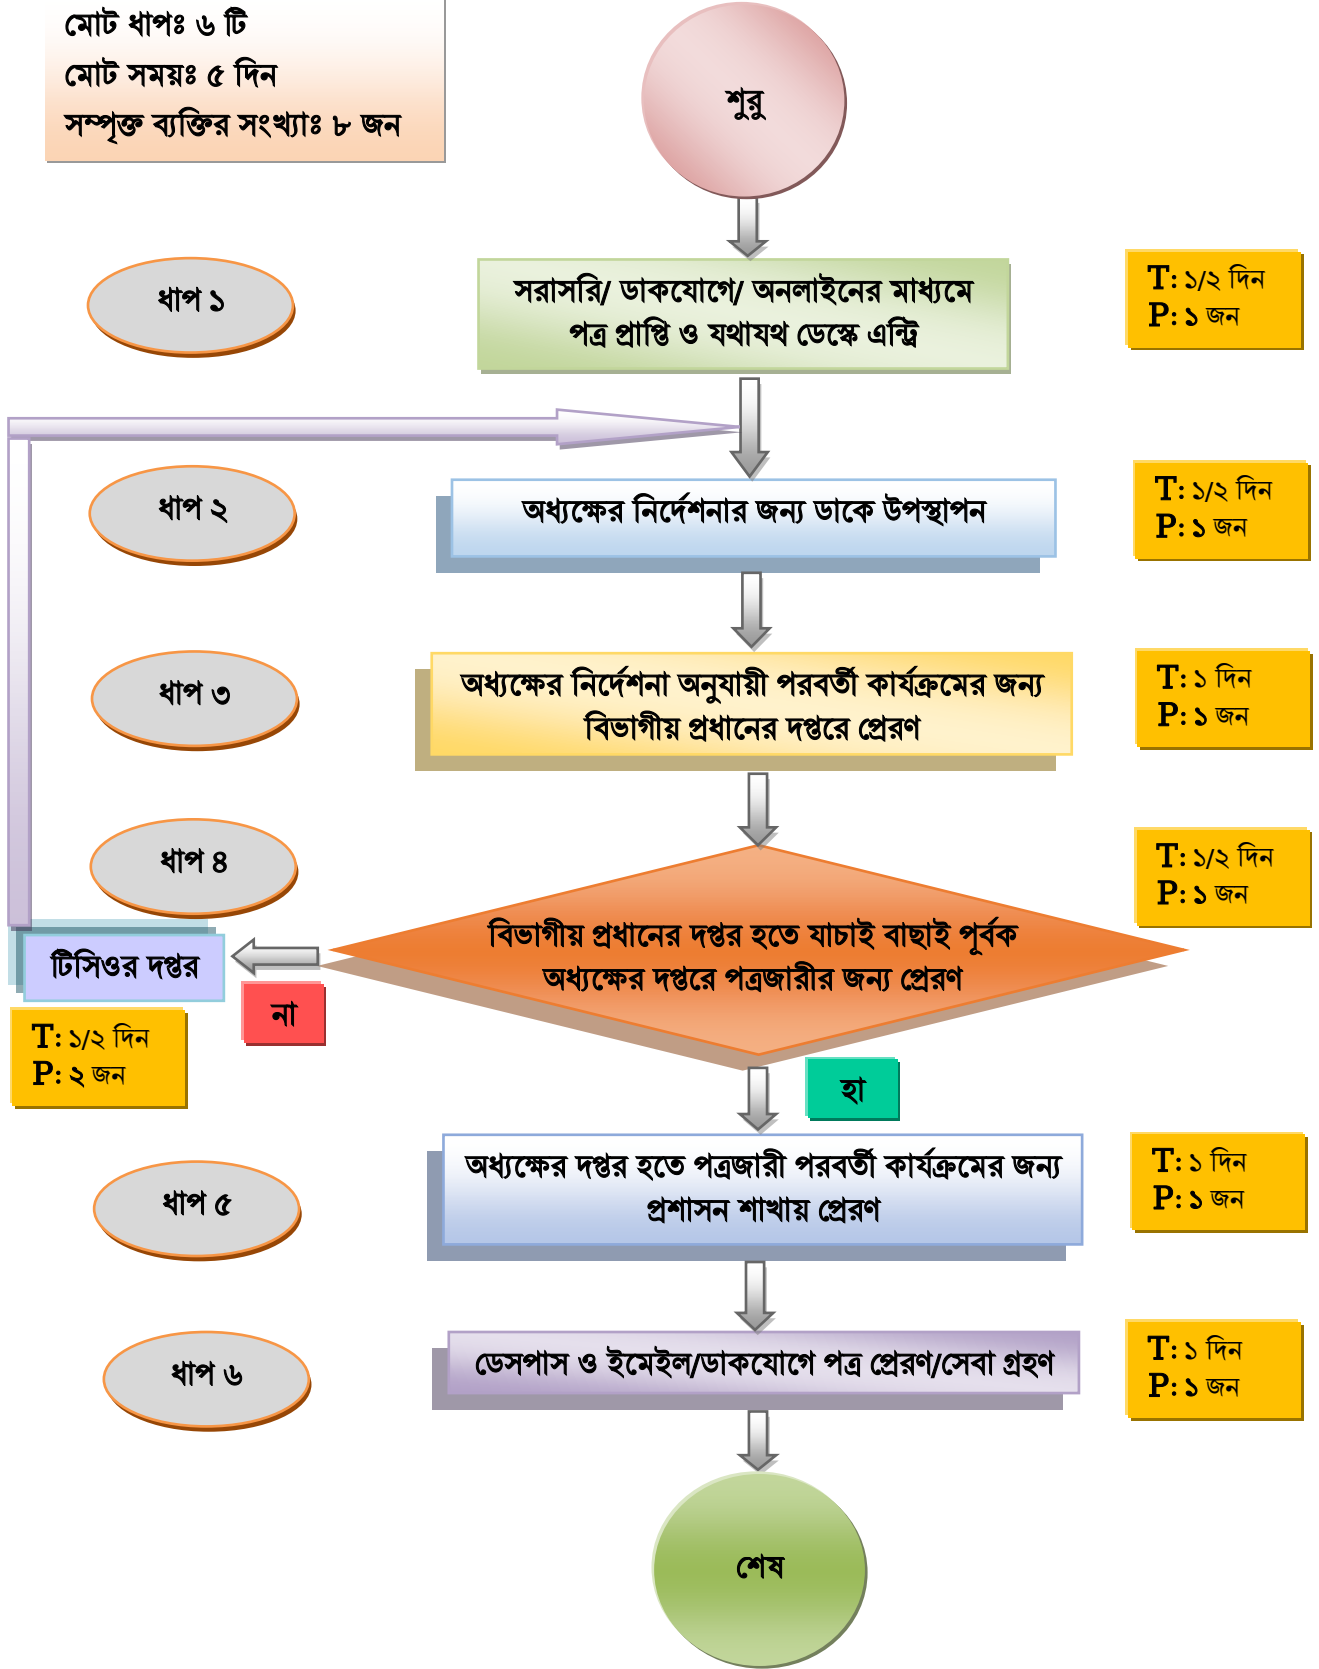 মোট ধাপঃ ৬ টি
মোট সময়ঃ ৫ দিন
সম্পৃক্ত ব্যক্তির সংখ্যাঃ ৮ জন
শুরু
ধাপ ১
সরাসরি/ ডাকযোগে/ অনলাইনের মাধ্যমে
পত্র প্রাপ্তি ও যথাযথ ডেস্কে এন্ট্রি
T: ১/২ দিন
P: ১ জন
ধাপ ২
অধ্যক্ষের নির্দেশনার জন্য ডাকে উপস্থাপন
T: ১/২ দিন
P: ১ জন
ধাপ ৩
অধ্যক্ষের নির্দেশনা অনুযায়ী পরবর্তী কার্যক্রমের জন্য
বিভাগীয় প্রধানের দপ্তরে প্রেরণ
T: ১ দিন
P: ১ জন
ধাপ ৪
বিভাগীয় প্রধানের দপ্তর হতে যাচাই বাছাই পূর্বক
অধ্যক্ষের দপ্তরে পত্রজারীর জন্য প্রেরণ
T: ১/২ দিন
P: ১ জন
টিসিওর দপ্তর
না
T: ১/২ দিন
P: ২ জন
হা
ধাপ ৫
অধ্যক্ষের দপ্তর হতে পত্রজারী পরবর্তী কার্যক্রমের জন্য
প্রশাসন শাখায় প্রেরণ
T: ১ দিন
P: ১ জন
ধাপ ৬
ডেসপাস ও ইমেইল/ডাকযোগে পত্র প্রেরণ/সেবা গ্রহণ
T: ১ দিন
P: ১ জন
শেষ